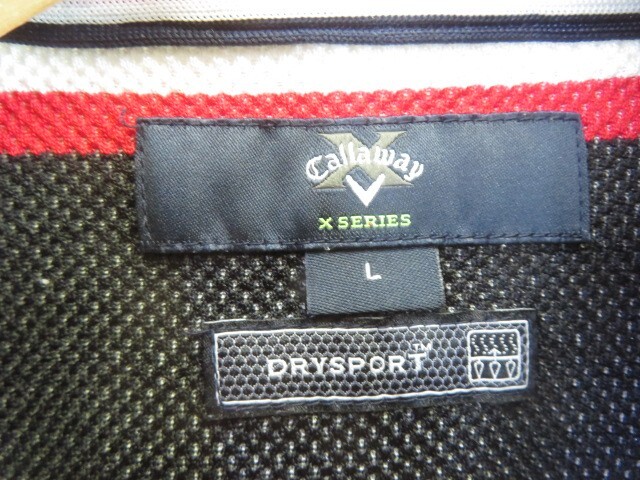 Callaway
X SERIES
L
DRYSPORT™